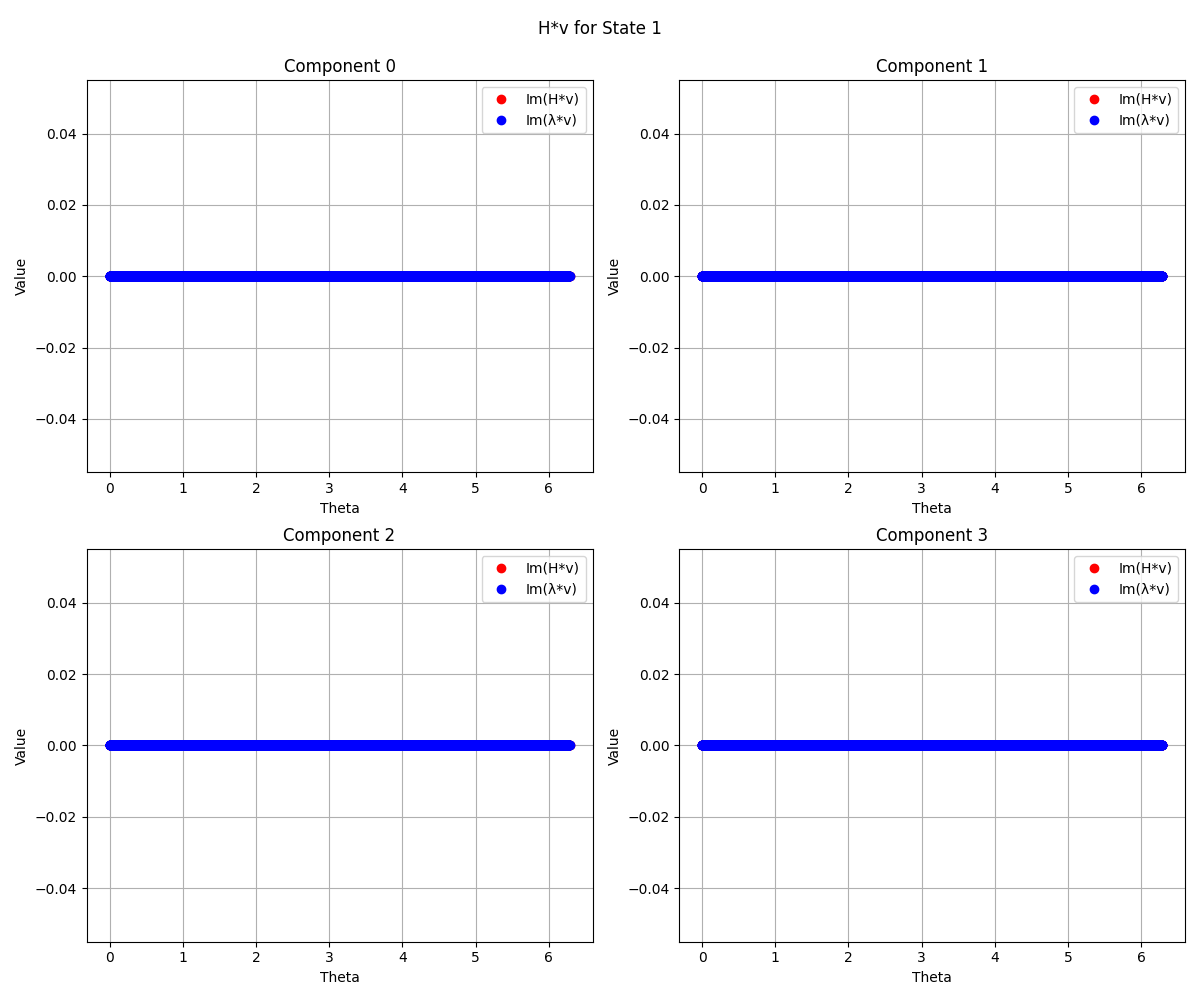 H*v for State 1
Component 0
Im(H*v)
Im(λ*v)
0.04
0.02
0.00
−0.02
−0.04
Value
0 1 2 3 4 5 6
Theta
Component 1
Im(H*v)
Im(λ*v)
0.04
0.02
0.00
−0.02
−0.04
Value
0 1 2 3 4 5 6
Theta
Component 2
Im(H*v)
Im(λ*v)
0.04
0.02
0.00
−0.02
−0.04
Value
0 1 2 3 4 5 6
Theta
Component 3
Im(H*v)
Im(λ*v)
0.04
0.02
0.00
−0.02
−0.04
Value
0 1 2 3 4 5 6
Theta